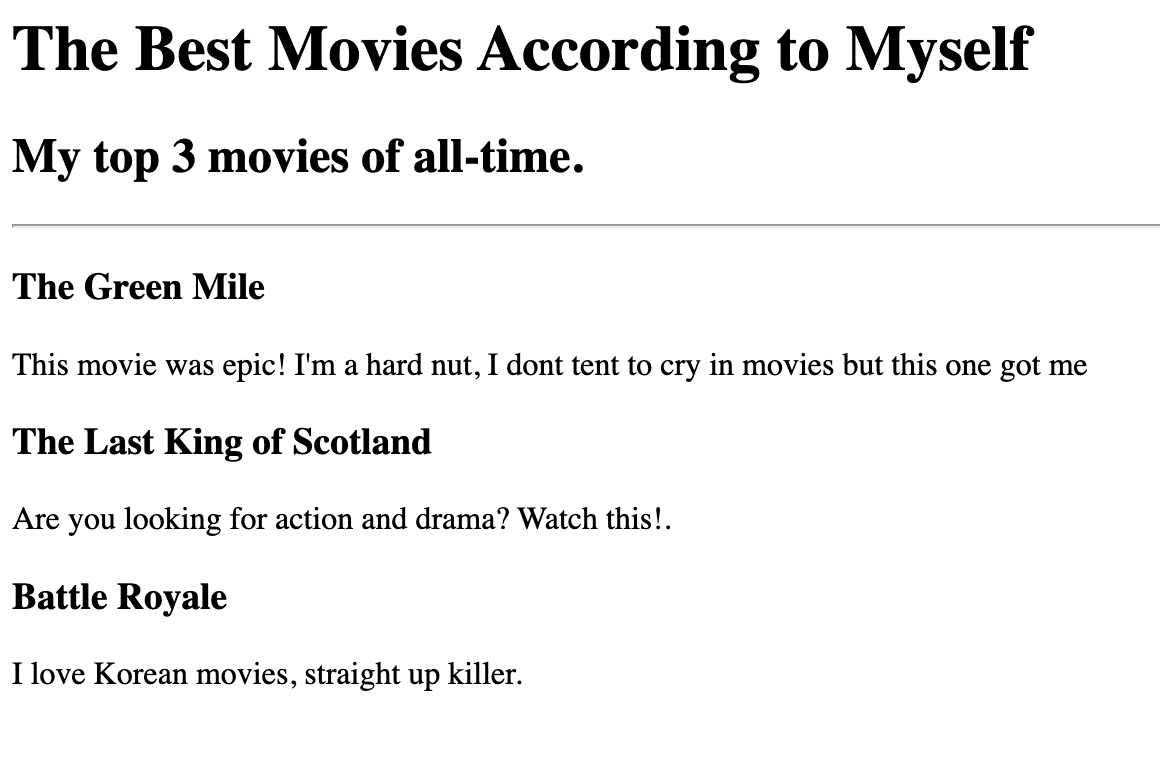 The Best Movies According to Myself
My top 3 movies of all-time.
The Green Mile
This movie was epic! I'm a hard nut, I dont tent to cry in movies but this one got me
The Last King of Scotland
Are you looking for action and drama? Watch this!.
Battle Royale
I love Korean movies, straight up killer.